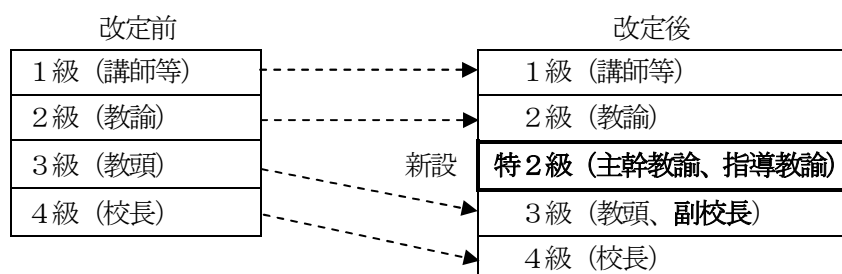 改定前
１級（講師等）
２級（教諭）
３級（教頭）
４級（校長）
改定後
１級（講師等）
２級（教諭）
新設 特２級（主幹教諭、指導教諭）
３級（教頭、副校長）
４級（校長）